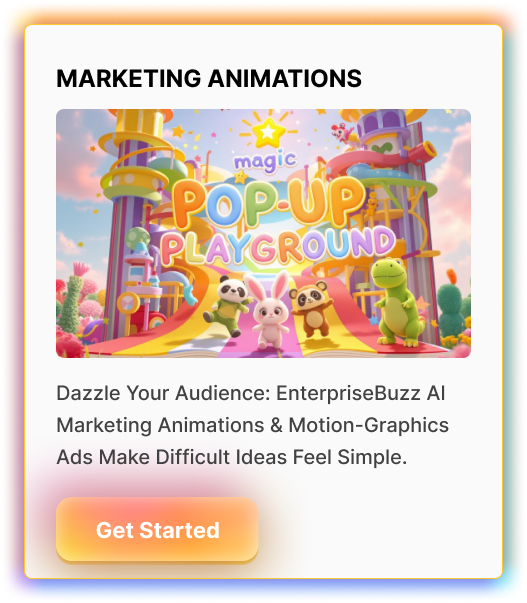 MARKETING ANIMATIONS
magic
POP-UP
PLAYGROUND
Dazzle Your Audience: EnterpriseBuzz AI
Marketing Animations & Motion-Graphics
Ads Make Difficult Ideas Feel Simple.
Get Started